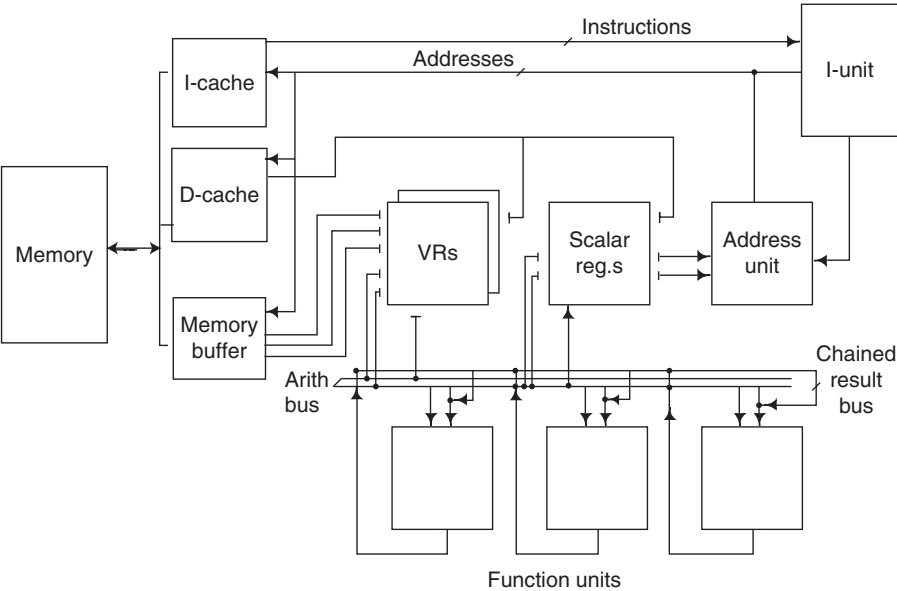 Instructions
I-cache
Addresses
I-unit
D-cache
Memory
VRs
Scalar
reg.s
Address
unit
Memory
buffer
Arith
bus
Chained
result
bus
Function units